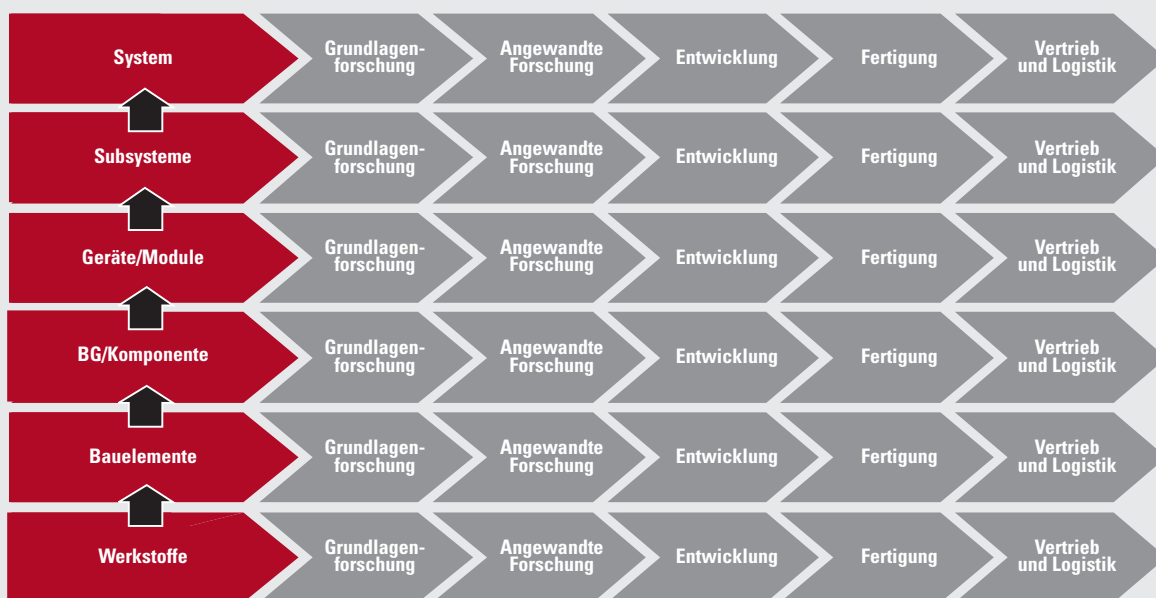 System
Grundlagen-
forschung
Angewandte
Forschung
Entwicklung
Fertigung
Vertrieb
und Logistik
Subsysteme
Grundlagen-
forschung
Angewandte
Forschung
Entwicklung
Fertigung
Vertrieb
und Logistik
Geräte/Module
Grundlagen-
forschung
Angewandte
Forschung
Entwicklung
Fertigung
Vertrieb
und Logistik
BG/Komponente
Grundlagen-
forschung
Angewandte
Forschung
Entwicklung
Fertigung
Vertrieb
und Logistik
Bauelemente
Grundlagen-
forschung
Angewandte
Forschung
Entwicklung
Fertigung
Vertrieb
und Logistik
Werkstoffe
Grundlagen-
forschung
Angewandte
Forschung
Entwicklung
Fertigung
Vertrieb
und Logistik